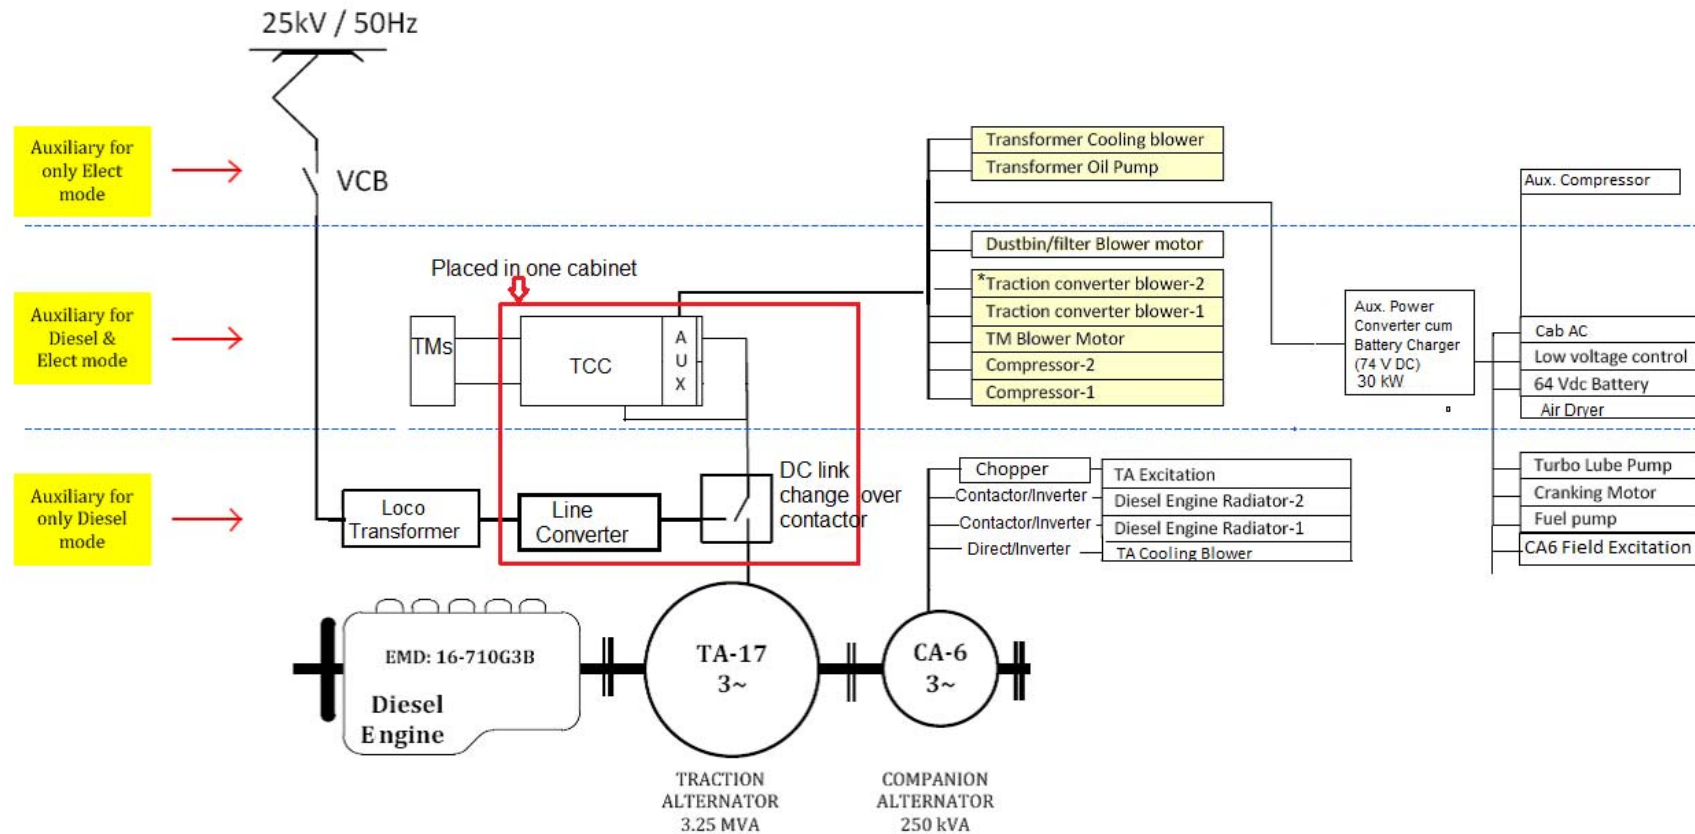 25kV / 50Hz
Auxiliary for
only Elect
mode
VCB
Transformer Cooling blower
Transformer Oil Pump
Aux. Compressor
Dustbin/filter Blower motor
Placed in one cabinet
*Traction converter blower-2
Traction converter blower-1
TM Blower Motor
Compressor-2
Compressor-1
Auxiliary for
Diesel &
Elect mode
TMs
TCC
A
U
X
Aux. Power
Converter cum
Battery Charger
(74 V DC)
30 kW
Cab AC
Low voltage control
64 Vdc Battery
Air Dryer
Auxiliary for
only Diesel
mode
Loco
Transformer
Line
Converter
DC link
change over
contactor
Chopper
Contactor/Inverter
Contactor/Inverter
Direct/Inverter
TA Excitation
Diesel Engine Radiator-2
Diesel Engine Radiator-1
TA Cooling Blower
Turbo Lube Pump
Cranking Motor
Fuel pump
CA6 Field Excitation
EMD: 16-710G3B
Diesel
Engine
TA-17
3~
CA-6
3~
TRACTION
ALTERNATOR
3.25 MVA
COMPANION
ALTERNATOR
250 kVA